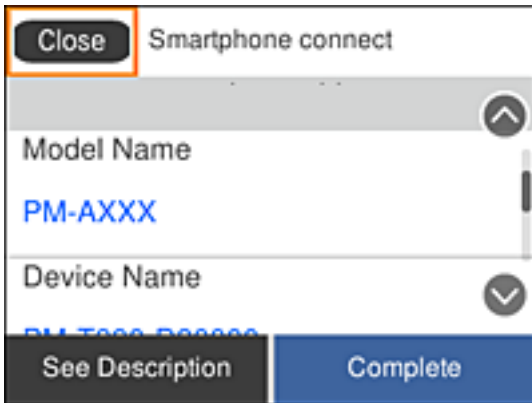 Close
Smartphone connect
Model Name
PM-AXXX
Device Name
See Description
Complete